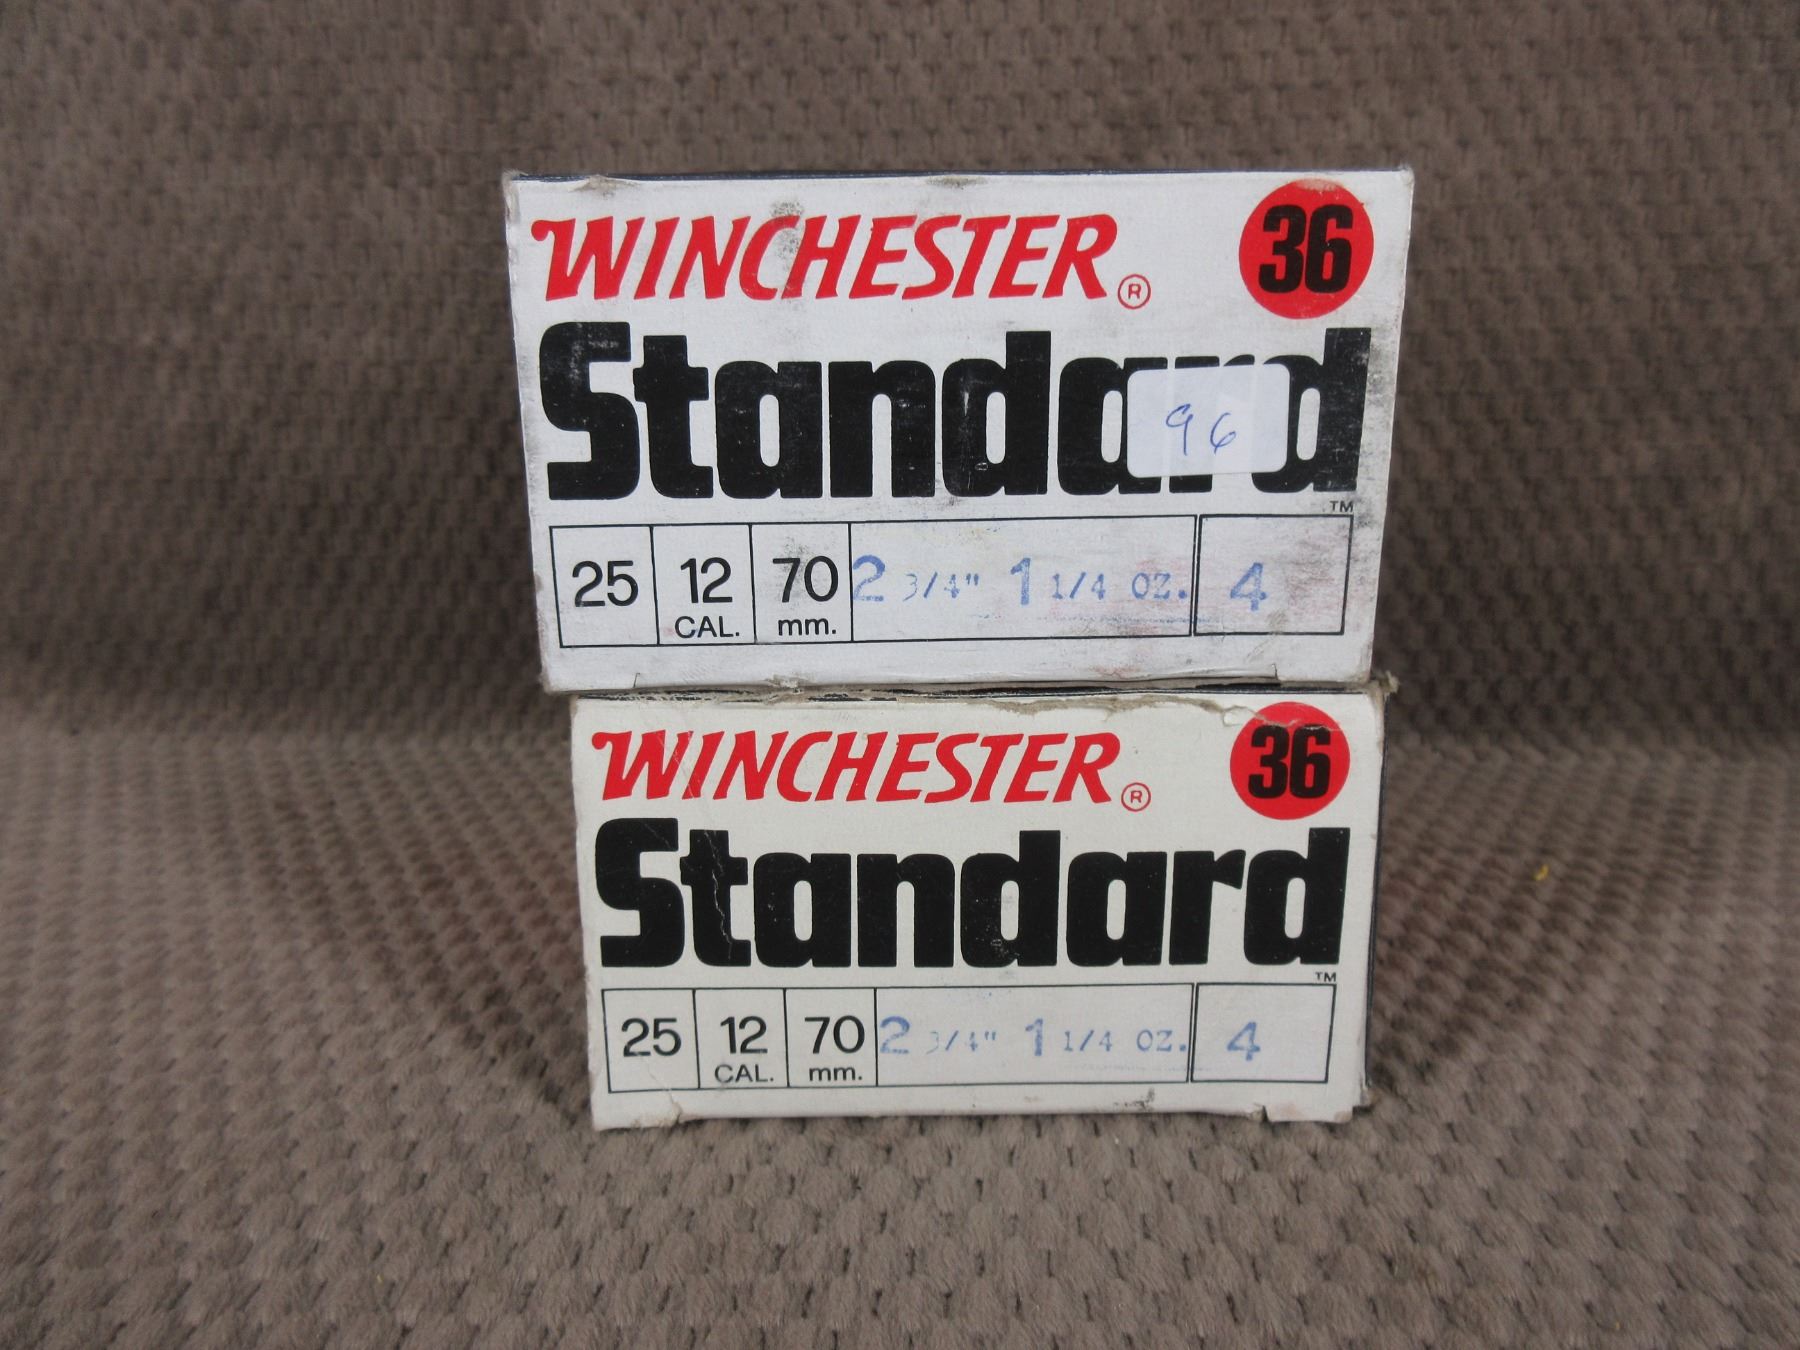 WINCHESTER® 36
Standard
96
TM
25 12 CAL. 70 mm. 2 3/4" 1 1/4 OZ. 4
WINCHESTER® 36
Standard
TM
25 12 CAL. 70 mm. 2 3/4" 1 1/4 OZ. 4